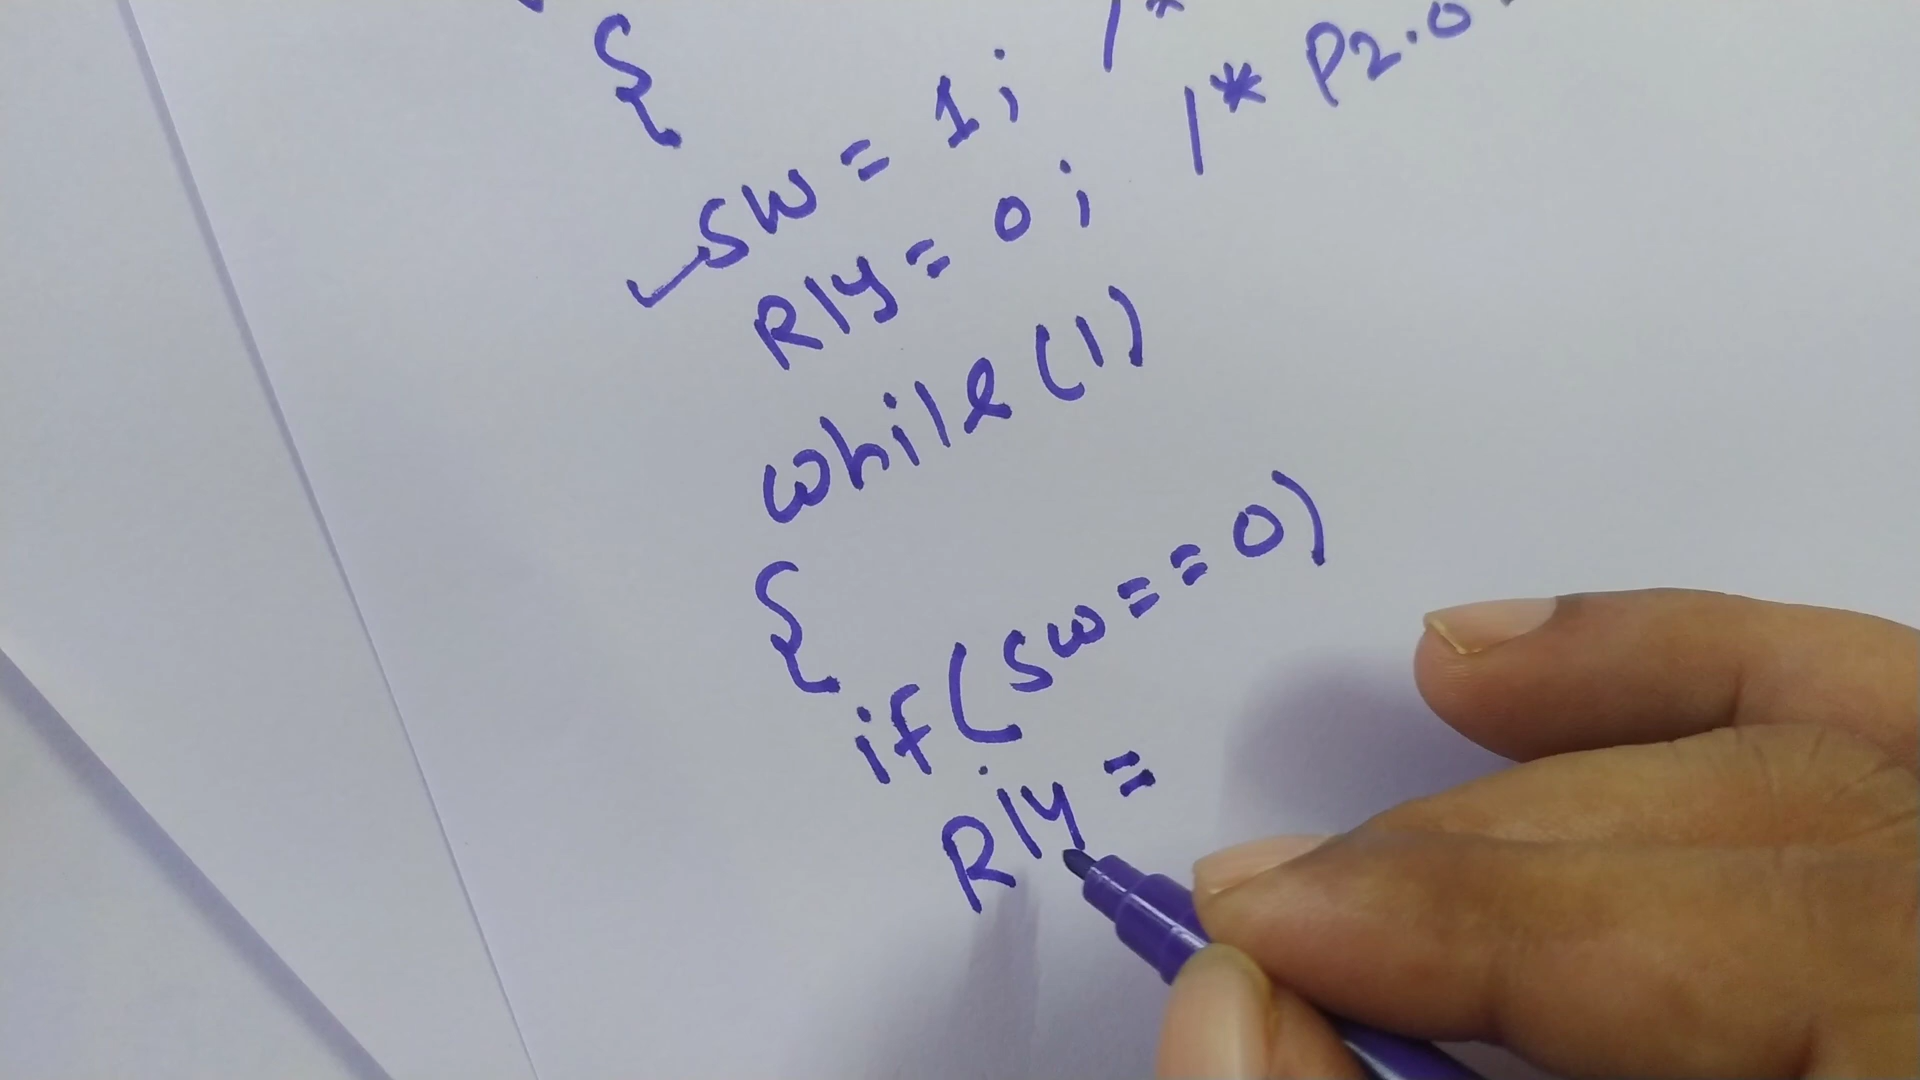 {
SW = 1; /*
Rly = 0; /* P2.0
while(1)
{
if(sw==0)
Rly =